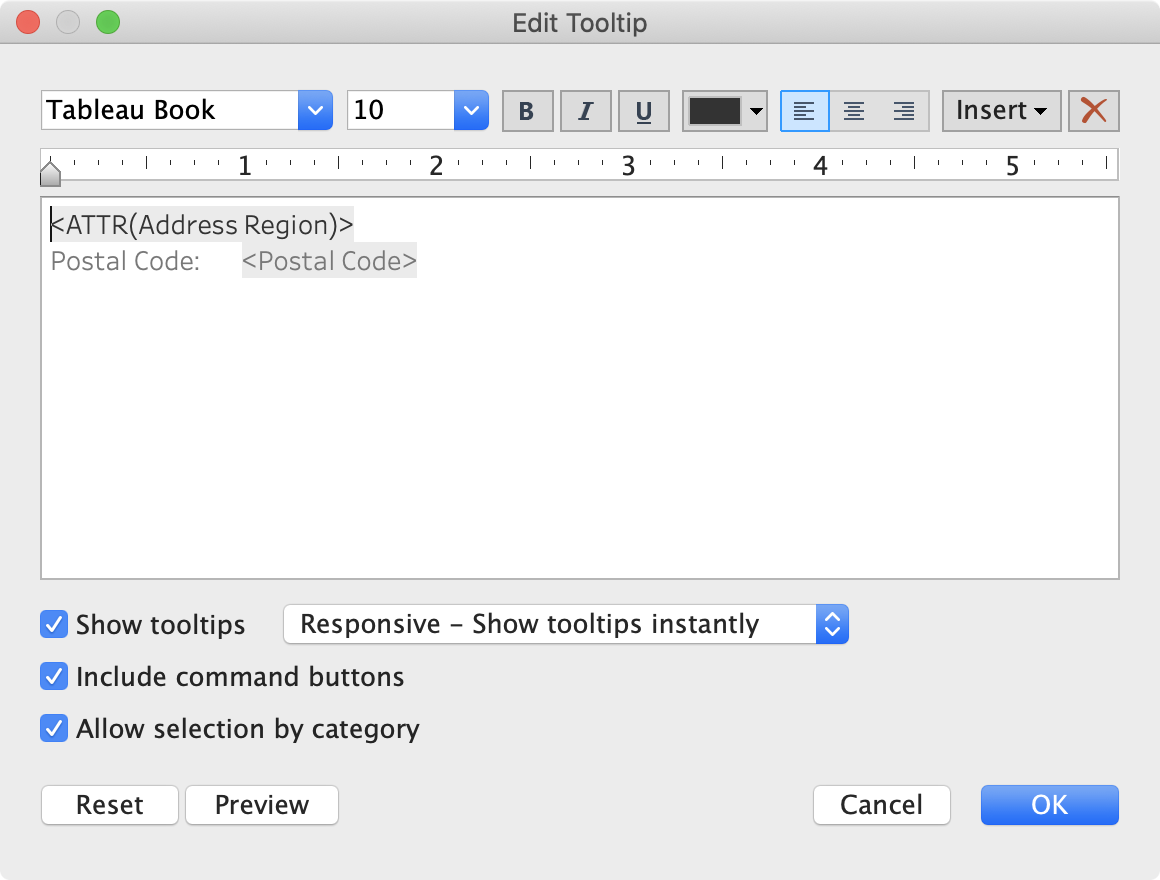 Edit Tooltip
Tableau Book 10 B I U Insert
1 2 3 4 5
<ATTR(Address Region)>
Postal Code: <Postal Code>
Show tooltips Responsive – Show tooltips instantly
Include command buttons
Allow selection by category
Reset Preview Cancel OK